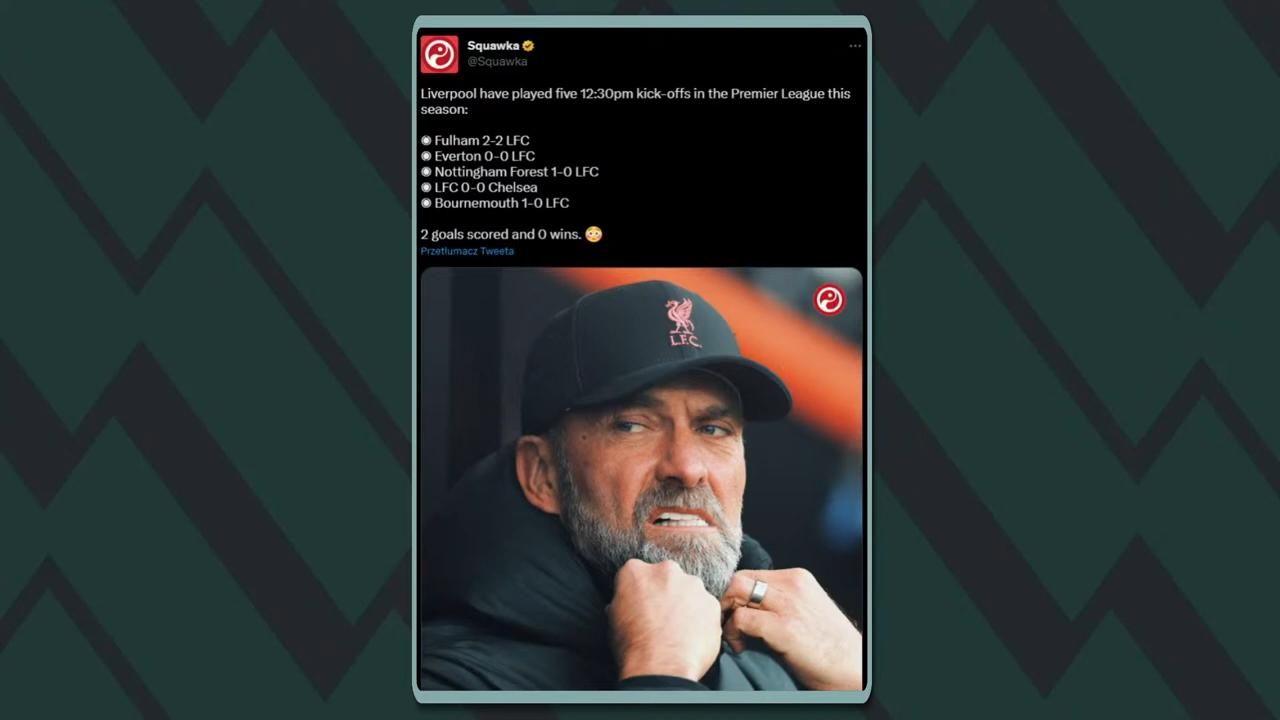 Squawka
@Squawka
Liverpool have played five 12:30pm kick-offs in the Premier League this
season:
◉ Fulham 2-2 LFC
◉ Everton 0-0 LFC
◉ Nottingham Forest 1-0 LFC
◉ LFC 0-0 Chelsea
◉ Bournemouth 1-0 LFC
2 goals scored and 0 wins. 😳
Przetłumacz Tweeta
L.F.C.